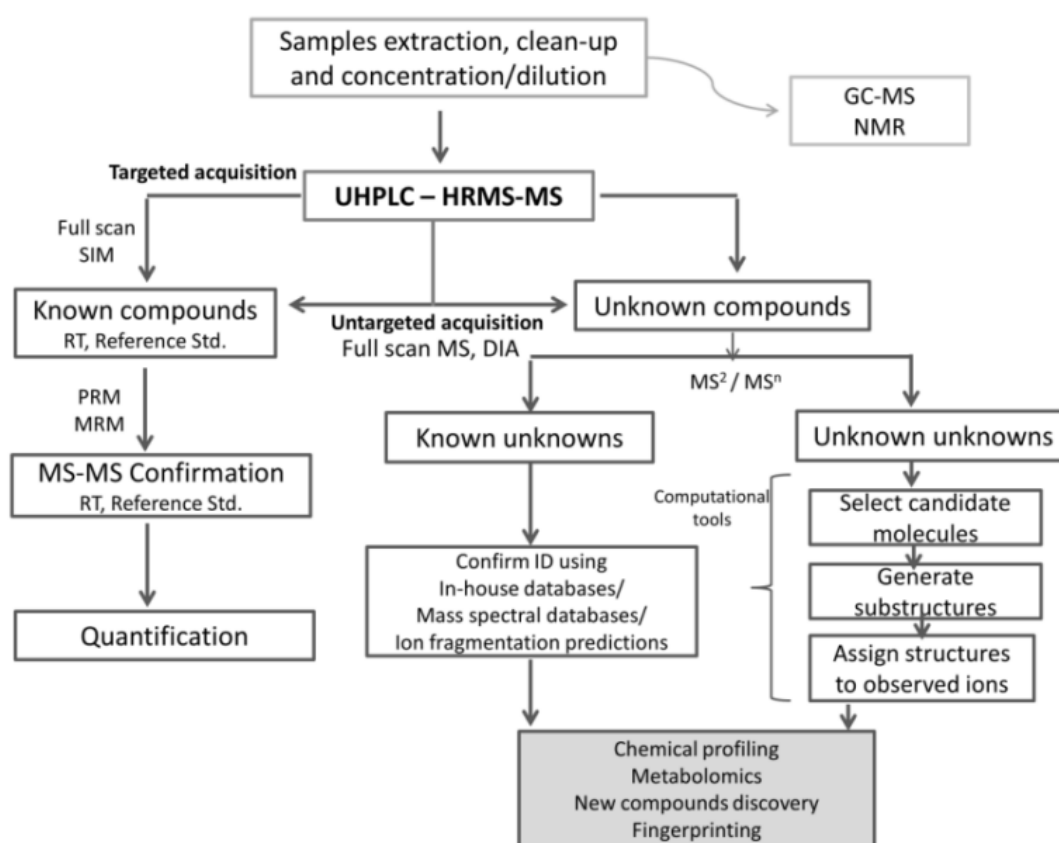 Samples extraction, clean-up
and concentration/dilution
GC-MS
NMR
Targeted acquisition
UHPLC – HRMS-MS
Full scan
SIM
Known compounds
RT, Reference Std.
Untargeted acquisition
Full scan MS, DIA
Unknown compounds
MS² / MSⁿ
PRM
MRM
Known unknowns
Unknown unknowns
MS-MS Confirmation
RT, Reference Std.
Computational
tools
Select candidate
molecules
Confirm ID using
In-house databases/
Mass spectral databases/
Ion fragmentation predictions
Generate
substructures
Quantification
Assign structures
to observed ions
Chemical profiling
Metabolomics
New compounds discovery
Fingerprinting